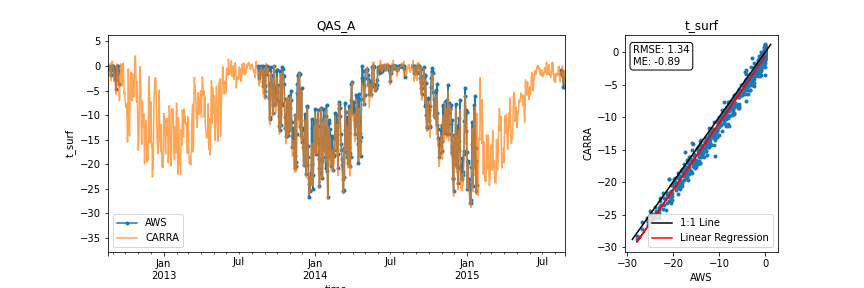 QAS_A
5
0
−5
−10
−15
−20
−25
−30
−35
t_surf
AWS
CARRA
Jan
2013
Jul
Jan
2014
Jul
Jan
2015
Jul
time
t_surf
RMSE: 1.34
ME: -0.89
0
−5
−10
−15
−20
−25
−30
CARRA
1:1 Line
Linear Regression
−30
−20
−10
0
AWS